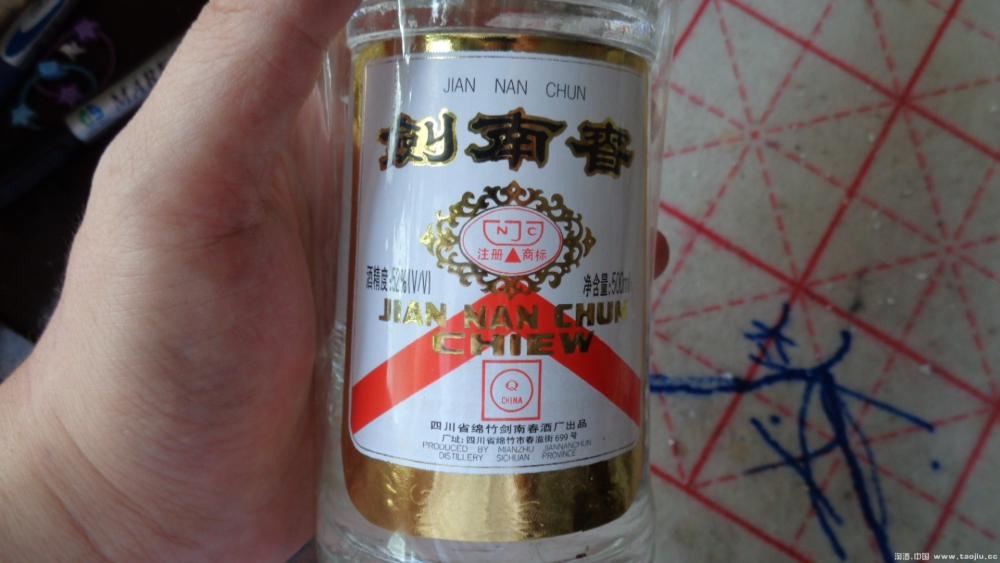 MARK
JIAN NAN CHUN
剑南春
NJC
注册 商标
酒精度:52%(V/V)
净含量:500ml
JIAN NAN CHUN
CHIEW
Q
CHINA
四川省绵竹剑南春酒厂出品
厂址:四川省绵竹市春溢街699号
PRODUCED BY MIANZHU JIANNANCHUN
DISTILLERY SICHUAN PROVINCE
淘酒.中国 www.taojiu.cc